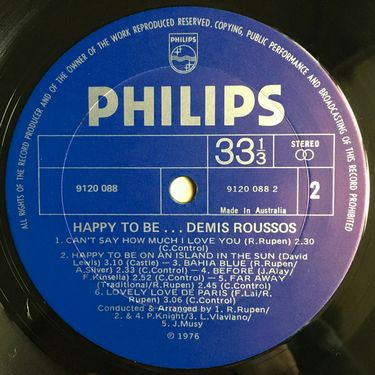 ALL RIGHTS OF THE RECORD PRODUCER AND OF THE OWNER OF THE WORK REPRODUCED RESERVED. COPYING, PUBLIC PERFORMANCE AND BROADCASTING OF THIS RECORD PROHIBITED
PHILIPS
PHILIPS
33 1/3
STEREO
9120 088
9120 088 2
2
Made In Australia
HAPPY TO BE . . . DEMIS ROUSSOS
1. CAN'T SAY HOW MUCH I LOVE YOU (R.Rupen) 2.30
(C.Control)
2. HAPPY TO BE ON AN ISLAND IN THE SUN (David
Lewis) 3.10 (Castle) — 3. BAHIA BLUE (R.Rupen/
A.Silver) 2.33 (C.Control) — 4. BEFORE (J.Alay/
F.Kinsella) 2.52 (C.Control) — 5. FAR AWAY
(Traditional/R.Rupen) 2.45 (C.Control)
6. LOVELY LOVE DE PARIS (F.Lai/R.
Rupen) 3.06 (C.Control)
Conducted & Arranged by 1. R.Rupen/
2. & 4. P.Knight/3. L.Vlaviano/
5. J.Musy
℗ 1976